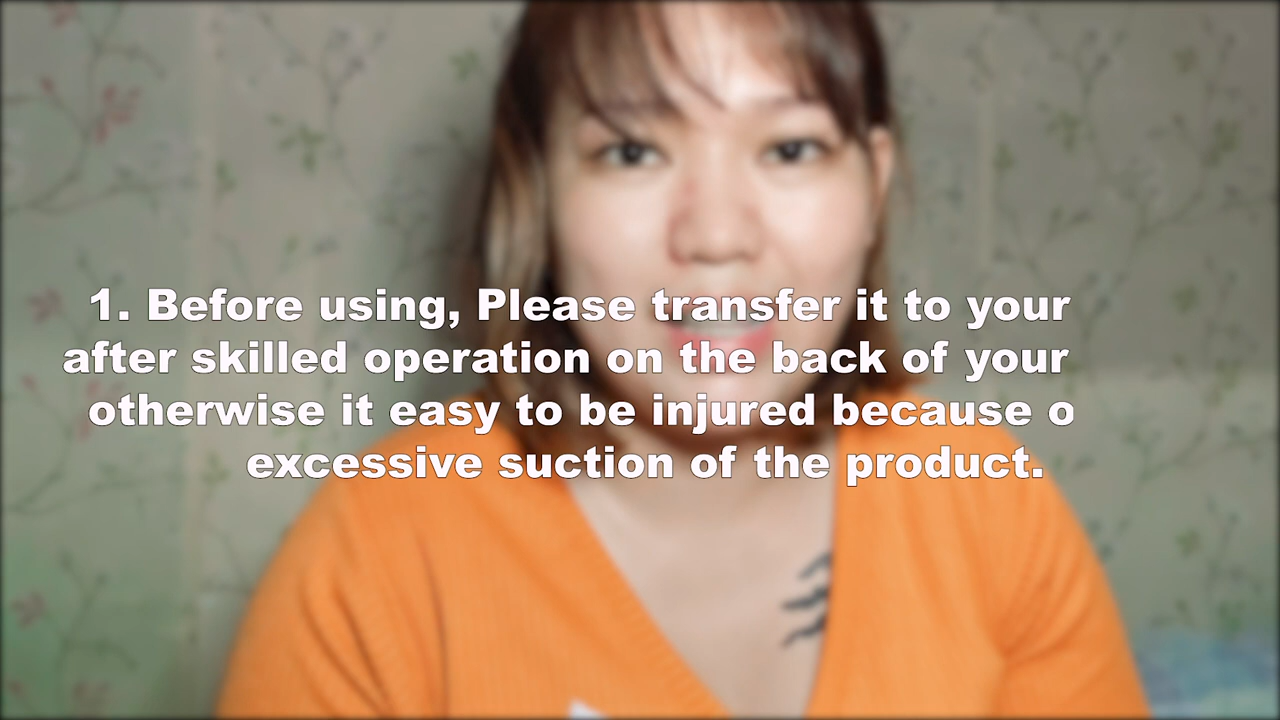 1. Before using, Please transfer it to your
after skilled operation on the back of your
otherwise it easy to be injured because o
excessive suction of the product.